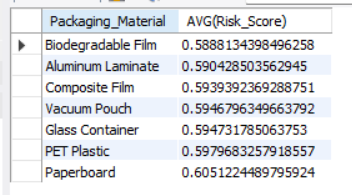 Packaging_Material AVG(Risk_Score)
Biodegradable Film 0.5888134398496258
Aluminum Laminate 0.590428503562945
Composite Film 0.5939392369288751
Vacuum Pouch 0.5946796349663792
Glass Container 0.594731785063753
PET Plastic 0.5979683257918557
Paperboard 0.6051224489795924